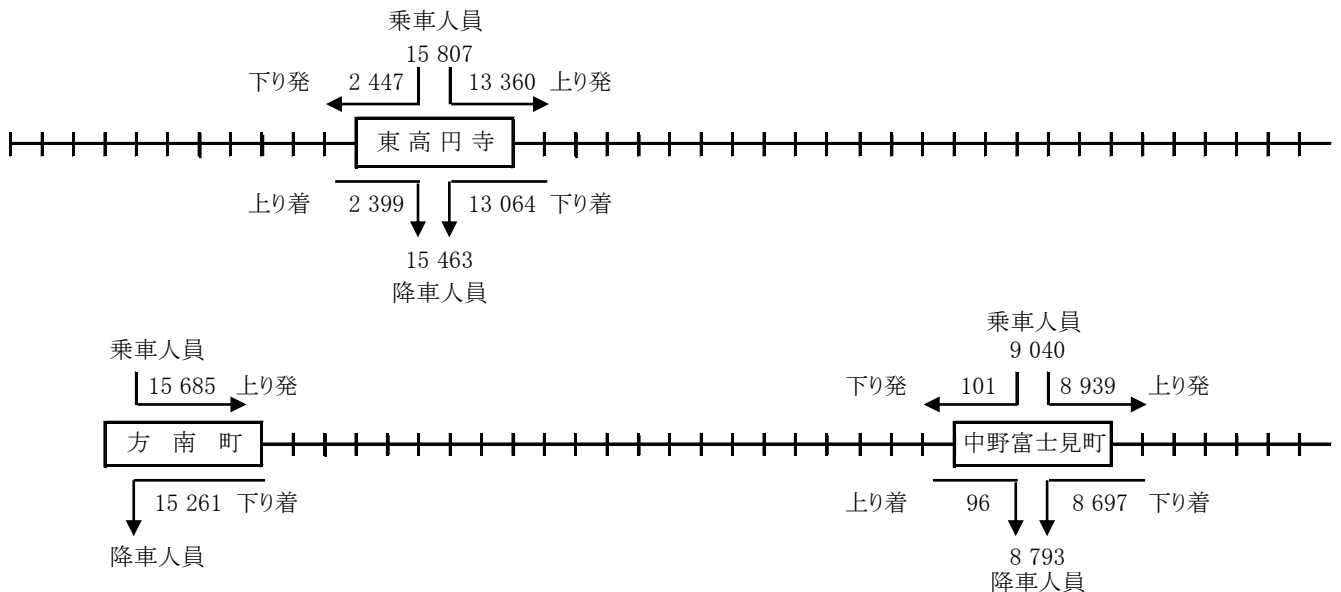 乗車人員
15 807
下り発 2 447 13 360 上り発
東高円寺
上り着 2 399 13 064 下り着
15 463
降車人員
乗車人員
15 685 上り発
方南町
15 261 下り着
降車人員
乗車人員
9 040
下り発 101 8 939 上り発
中野富士見町
上り着 96 8 697 下り着
8 793
降車人員